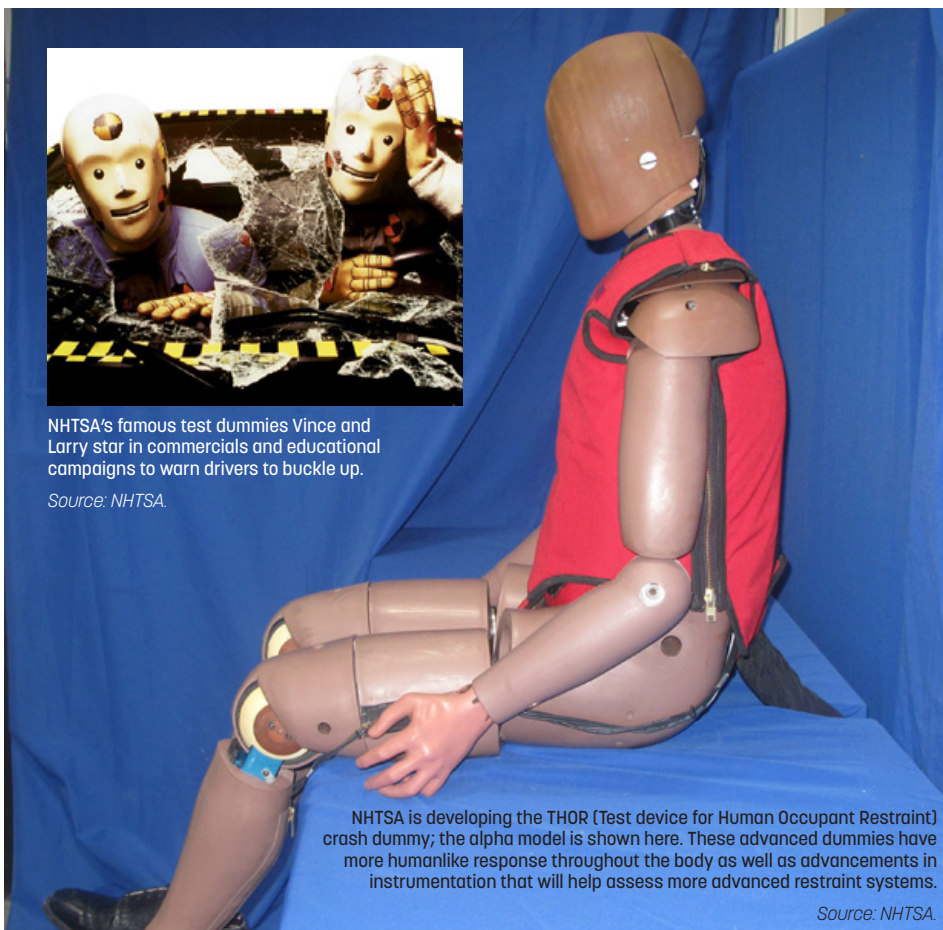 NHTSA's famous test dummies Vince and
Larry star in commercials and educational
campaigns to warn drivers to buckle up.
Source: NHTSA.
NHTSA is developing the THOR (Test device for Human Occupant Restraint)
crash dummy; the alpha model is shown here. These advanced dummies have
more humanlike response throughout the body as well as advancements in
instrumentation that will help assess more advanced restraint systems.
Source: NHTSA.